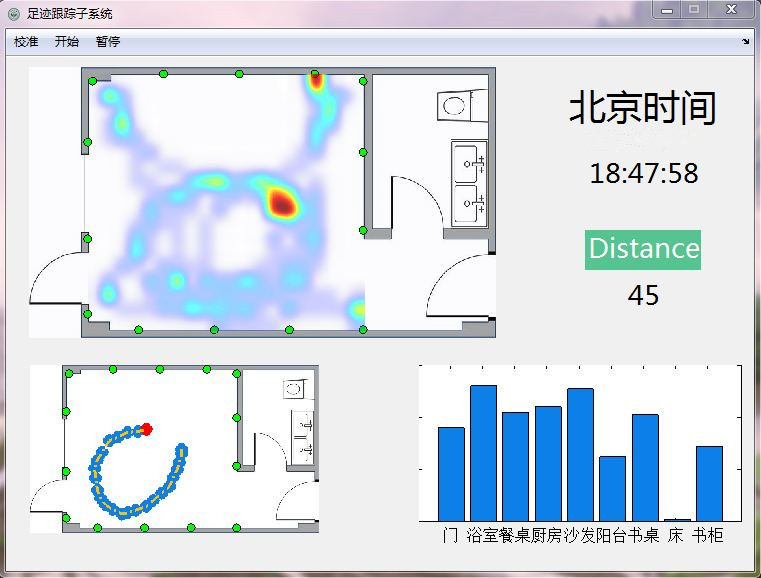 足迹跟踪子系统
校准 开始 暂停
北京时间
18:47:58
Distance
45
门 浴室 餐桌 厨房 沙发 阳台 书桌 床 书柜